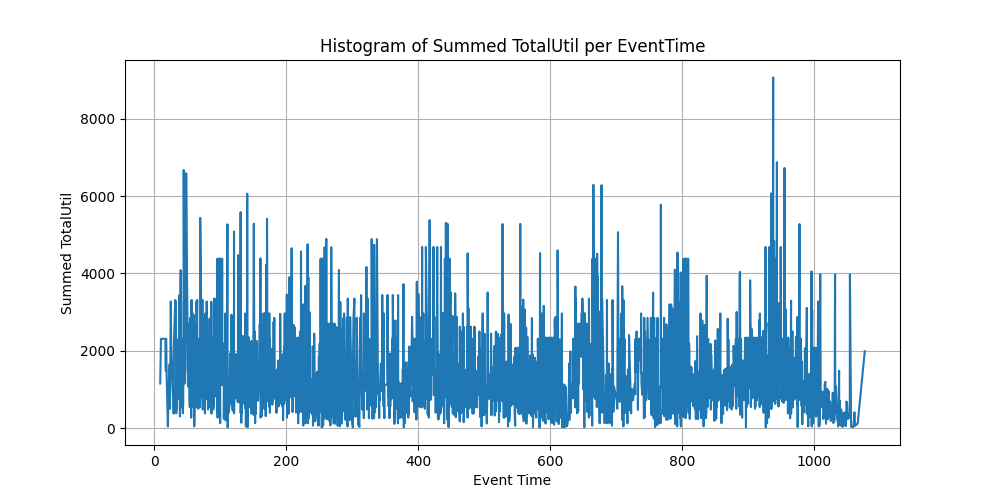 Histogram of Summed TotalUtil per EventTime
Summed TotalUtil
8000
6000
4000
2000
0
0 200 400 600 800 1000
Event Time